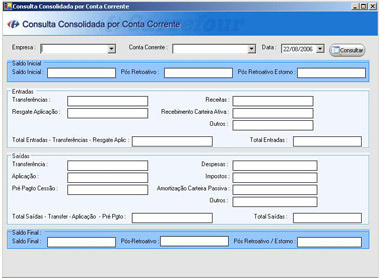 Consulta Consolidada por Conta Corrente
Consulta Consolidada por Conta Corrente
Empresa : Conta Corrente : Data : 22/08/2006 Consultar
Saldo Inicial
Saldo Inicial : Pós Retroativo : Pós Retroativo Estorno :
Entradas
Transferências : Receitas :
Resgate Aplicação : Recebimento Carteira Ativa :
Outros :
Total Entradas - Transferências - Resgate Aplic : Total Entradas :
Saídas
Transferência : Despesas :
Aplicação : Impostos :
Pré Pagto Cessão : Amortização Carteira Passiva :
Outros :
Total Saídas - Transfer - Aplicação - Pré Pgto : Total Saídas :
Saldo Final :
Saldo Final : Pós-Retroativo : Pós Retroativo / Estorno :